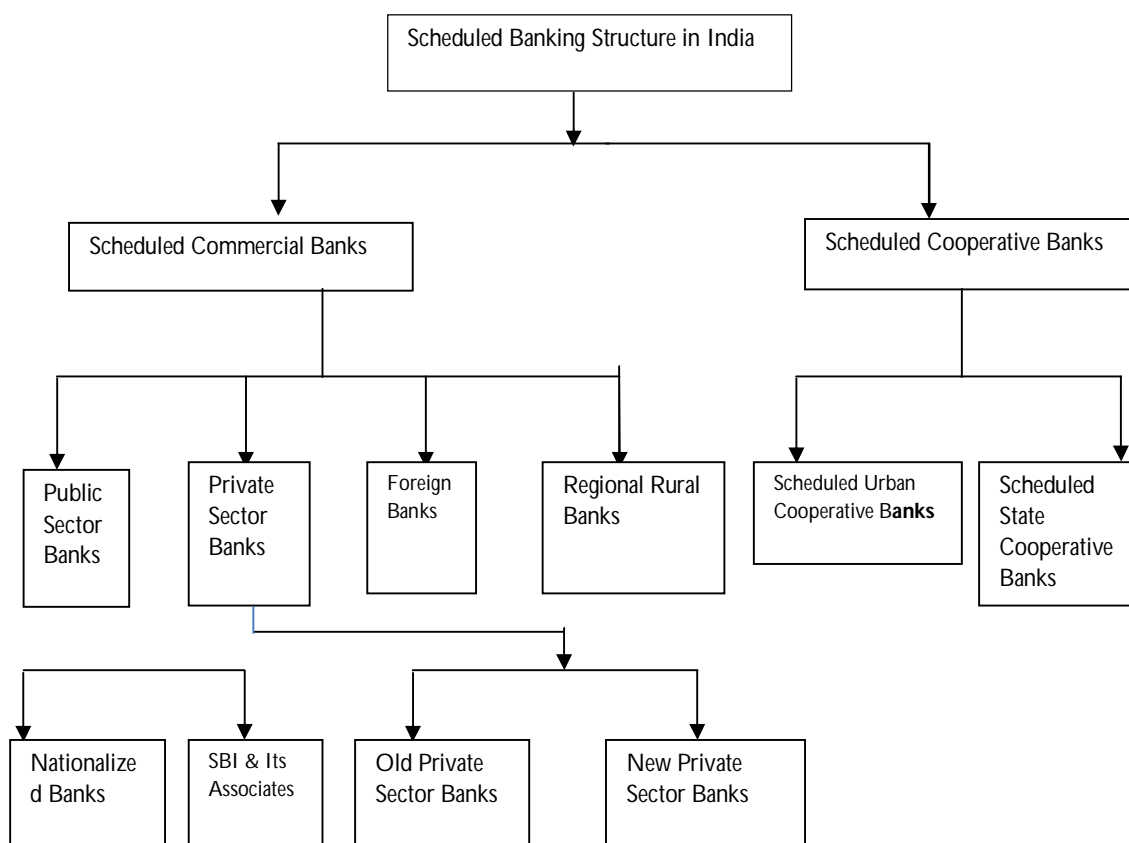 Scheduled Banking Structure in India
Scheduled Commercial Banks
Scheduled Cooperative Banks
Public
Sector
Banks
Private
Sector
Banks
Foreign
Banks
Regional Rural
Banks
Scheduled Urban
Cooperative Banks
Scheduled
State
Cooperative
Banks
Nationalize
d Banks
SBI & Its
Associates
Old Private
Sector Banks
New Private
Sector Banks